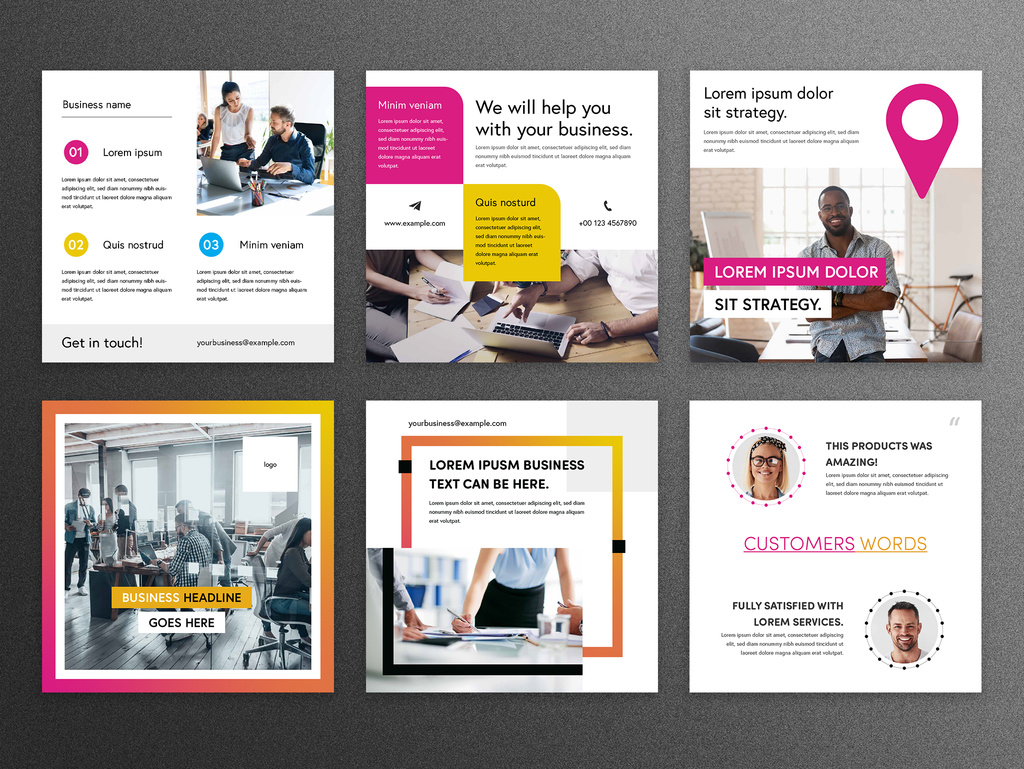 Business name
01 Lorem ipsum
Lorem ipsum dolor sit amet, consectetuer
adipiscing elit, sed diam nonummy nibh euis-
mod tincidunt ut laoreet dolore magna aliquam
erat volutpat.
02 Quis nostrud
Lorem ipsum dolor sit amet, consectetuer
adipiscing elit, sed diam nonummy nibh euis-
mod tincidunt ut laoreet dolore magna aliquam
erat volutpat.
03 Minim veniam
Lorem ipsum dolor sit amet, consectetuer
adipiscing elit, sed diam nonummy nibh euis-
mod tincidunt ut laoreet dolore magna aliquam
erat volutpat.
Get in touch!
yourbusiness@example.com
Minim veniam
Lorem ipsum dolor sit amet,
consectetuer adipiscing elit, sed
diam nonummy nibh euis-
mod tincidunt ut laoreet dolore
magna aliquam erat
volutpat.
We will help you
with your business.
Lorem ipsum dolor sit amet, consectetuer adipiscing elit, sed diam
nonummy nibh euismod tincidunt ut laoreet dolore magna aliquam erat
volutpat.
www.example.com
Quis nosturd
Lorem ipsum dolor sit amet,
consectetuer adipiscing elit, sed
diam nonummy nibh euis-
mod tincidunt ut laoreet dolore
magna aliquam erat
volutpat.
+00 123 4567890
Lorem ipsum dolor
sit strategy.
Lorem ipsum dolor sit amet, consectetuer adipiscing elit, sed diam
nonummy nibh euismod tincidunt ut laoreet dolore magna aliquam
erat volutpat.
LOREM IPSUM DOLOR
SIT STRATEGY.
logo
BUSINESS HEADLINE
GOES HERE
yourbusiness@example.com
LOREM IPUSM BUSINESS
TEXT CAN BE HERE.
Lorem ipsum dolor sit amet, consectetuer adipiscing elit, sed diam
nonummy nibh euismod tincidunt ut laoreet dolore magna aliquam
erat volutpat.
“
THIS PRODUCTS WAS
AMAZING!
Lorem ipsum dolor sit amet, consectetuer adipiscing
elit, sed diam nonummy nibh euismod tincidunt ut
laoreet dolore magna aliquam erat volutpat.
CUSTOMERS WORDS
FULLY SATISFIED WITH
LOREM SERVICES.
Lorem ipsum dolor sit amet, consectetuer adipiscing
elit, sed diam nonummy nibh euismod tincidunt ut
laoreet dolore magna aliquam erat volutpat.